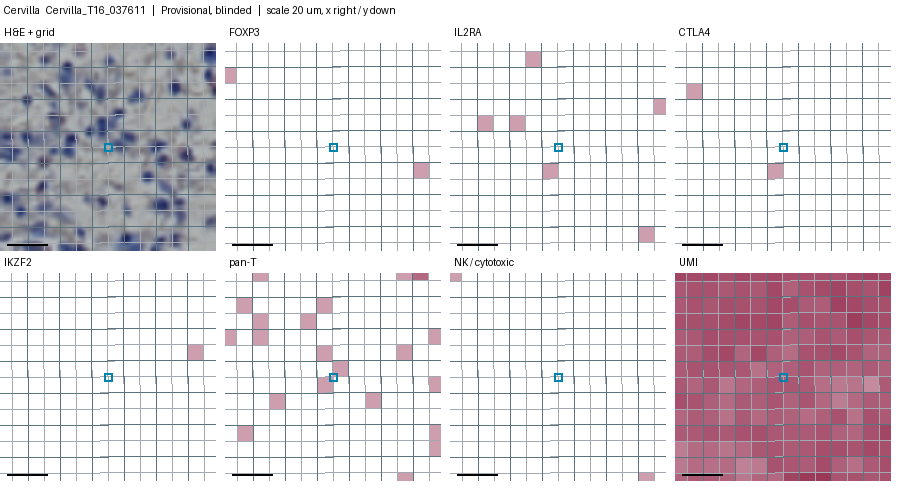 Cervilla Cervilla_T16_037611 | Provisional, blinded | scale 20 um, x right / y down
H&E + grid
FOXP3
IL2RA
CTLA4
IKZF2
pan-T
NK / cytotoxic
UMI